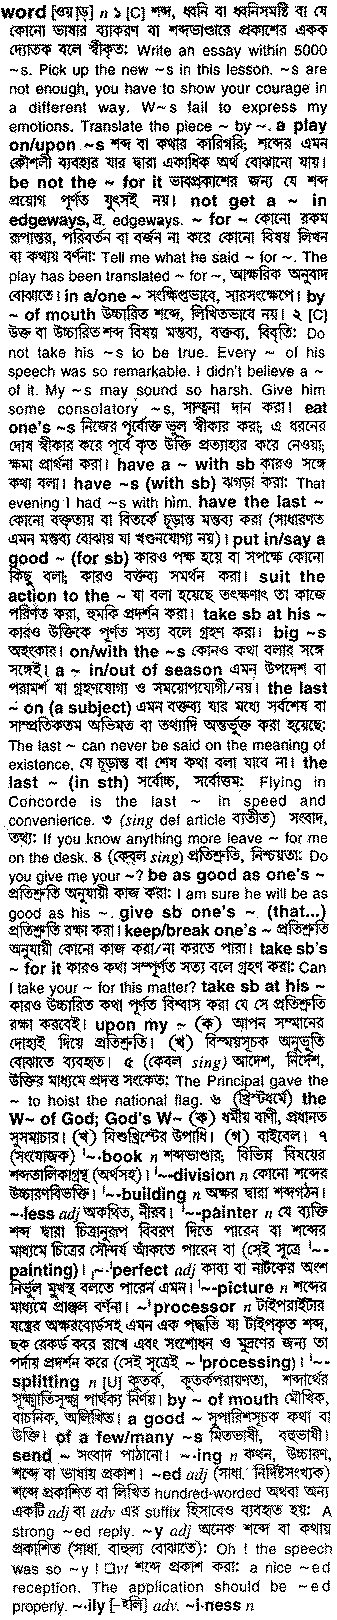 word [ওয়া(ড্)] n ১ [C] শব্দ, ধ্বনি বা ধ্বনিসমষ্টি বা যে
কোনো ভাষার ব্যাকরণ বা শব্দভাণ্ডারে প্রকাশের একক
দ্যোতক বলে স্বীকৃত: Write an essay within 5000
~s. Pick up the new ~s in this lesson. ~s are
not enough, you have to show your courage in
a different way. W~s fail to express my
emotions. Translate the piece ~ by ~. a play
on/upon ~s শব্দ বা কথার কারিগরি; শব্দের এমন
কৌশলী ব্যবহার যার দ্বারা একাধিক অর্থ বোঝানো যায়।
be not the ~ for it ভাবপ্রকাশের জন্য যে শব্দ
প্রয়োগ পূর্ণত যুৎসই নয়। not get a ~ in
edgeways, দ্র. edgeways. ~ for ~ কোনো রকম
রূপান্তর, পরিবর্তন বা বর্জন না করে কোনো বিষয় লিখন
বা কথায় বর্ণনা: Tell me what he said ~ for ~. The
play has been translated ~ for ~, আক্ষরিক অনুবাদ
বোঝাতে। in a/one ~ সংক্ষিপ্তভাবে, সারসংক্ষেপে। by
~ of mouth উচ্চারিত শব্দে, লিখিতভাবে নয়। ২ [C]
উক্ত বা উচ্চারিত শব্দ বিষয় মন্তব্য, বক্তব্য, বিবৃতি: Do
not take his ~s to be true. Every ~ of his
speech was so remarkable. I didn't believe a ~
of it. My ~s may sound so harsh. Give him
some consolatory ~s, সান্ত্বনা দান করা। eat
one's ~s নিজের পূর্বোক্ত ভুল স্বীকার করা; এ ধরনের
দোষ স্বীকার করে পূর্বে কৃত উক্তি প্রত্যাহার করে নেওয়া;
ক্ষমা প্রার্থনা করা। have a ~ with sb কারও সঙ্গে
কথা বলা। have ~s (with sb) ঝগড়া করা: That
evening I had ~s with him. have the last ~
কোনো বক্তৃতায় বা বিতর্কে চূড়ান্ত মন্তব্য করা (সাধারণত
এমন মন্তব্য বোঝায় যা খণ্ডনযোগ্য নয়)। put in/say a
good ~ (for sb) কারও পক্ষ হয়ে বা সপক্ষে কোনো
কিছু বলা; কারও বক্তব্য সমর্থন করা। suit the
action to the ~ যা বলা হয়েছে তৎক্ষণাৎ তা কাজে
পরিণত করা, হুমকি প্রদর্শন করা। take sb at his ~
কারও উক্তিকে পূর্ণত সত্য বলে গ্রহণ করা। big ~s
অহংকার। on/with the ~s কোনও কথা বলার সঙ্গে
সঙ্গেই। a ~ in/out of season এমন উপদেশ বা
পরামর্শ যা গ্রহণযোগ্য ও সময়োপযোগী/নয়। the last
~ on (a subject) এমন বক্তব্য যার মধ্যে সর্বশেষ বা
সাম্প্রতিকতম অভিমত বা তথ্যাদি অন্তর্ভুক্ত করা হয়েছে:
The last ~ can never be said on the meaning of
existence, যে চূড়ান্ত বা শেষ কথা বলা যাবে না। the
last ~ (in sth) সর্বোচ্চ, সর্বোত্তম: Flying in
Concorde is the last ~ in speed and
convenience. ৩ (sing def article ব্যতীত) সংবাদ,
তথ্য: If you know anything more leave ~ for me
on the desk. ৪ (কেবল sing) প্রতিশ্রুতি, নিশ্চয়তা: Do
you give me your ~? be as good as one's ~
প্রতিশ্রুতি অনুযায়ী কাজ করা: I am sure he will be as
good as his ~. give sb one's ~ (that...)
প্রতিশ্রুতি রক্ষা করা। keep/break one's ~ প্রতিশ্রুতি
অনুযায়ী কোনো কাজ করা/না করতে পারা। take sb's
~ for it কারও কথা সম্পূর্ণত সত্য বলে গ্রহণ করা: Can
I take your ~ for this matter? take sb at his ~
কারও উচ্চারিত কথা পূর্ণত বিশ্বাস করা যে সে প্রতিশ্রুতি
রক্ষা করবেই। upon my ~ (ক) আপন সম্মানের
দোহাই দিয়ে প্রতিশ্রুতি। (খ) বিস্ময়সূচক অনুভূতি
বোঝাতে ব্যবহৃত। ৫ (কেবল sing) আদেশ, নির্দেশ,
উক্তির মাধ্যমে প্রদত্ত সংকেত: The Principal gave the
~ to hoist the national flag. ৬ (খ্রিস্টধর্মে) the
W~ of God; God's W~ (ক) ধর্মীয় বাণী, প্রধানত
সুসমাচার। (খ) যিশুখ্রিস্টের উপাধি। (গ) বাইবেল। ৭
(সংযোজক) ˈ~-book n শব্দভাণ্ডার; বিভিন্ন বিষয়ের
শব্দতালিকাগ্রন্থ (অর্থসহ)। ˈ~-division n কোনো শব্দের
উচ্চারণবিভক্তি। ˈ~-building n অক্ষর দ্বারা শব্দগঠন।
~-less adj অকথিত, নীরব। ˈ~-painter n যে ব্যক্তি
শব্দ দ্বারা চিত্রানুরূপ বিবরণ দিতে পারেন বা শব্দের
মাধ্যমে চিত্রের সৌন্দর্য আঁকতে পারেন বা (সেই সূত্রে ˈ~-
painting)। ˌ~-ˈperfect adj কাব্য বা নাটকের অংশ
নির্ভুল মুখস্থ বলতে পারেন এমন। ˈ~-picture n শব্দের
মাধ্যমে প্রাঞ্জল বর্ণনা। ~ˈprocessor n টাইপরাইটার
যন্ত্রের অক্ষরবোর্ডসহ এমন এক পদ্ধতি যা টাইপকৃত শব্দ,
ছক রেকর্ড করে রাখে এবং সংশোধন ও মুদ্রণের জন্য তা
পর্দায় প্রদর্শন করে (সেই সূত্রেই ~ ˈprocessing)। ˈ~-
splitting n [U] কূতর্ক, কূতর্কপরায়ণতা, শব্দার্থের
সূক্ষ্মাতিসূক্ষ্ম পার্থক্য নির্ণয়। by ~ of mouth মৌখিক,
বাচনিক, অলিখিত। a good ~ সুপারিশসূচক কথা বা
উক্তি। of a few/many ~s মিতভাষী, বহুভাষী।
send ~ সংবাদ পাঠানো। ~-ing n কথন, উচ্চারণ,
শব্দে বা ভাষায় প্রকাশ। ~ed adj (সাধা. নির্দিষ্টসংখ্যক)
শব্দে প্রকাশিত বা লিখিত hundred-worded অথবা অন্য
একটি adj বা adv এর suffix হিসাবেও ব্যবহৃত হয়: A
strong ~ed reply. ~y adj অনেক শব্দে বা কথায়
প্রকাশিত (সাধা, বাহুল্য বোঝাতে): Oh ! the speech
was so ~y ! □vt শব্দে প্রকাশ করা: a nice ~ed
reception. The application should be ~ed
properly. ~·ily [-ইলি] adv. ~i-ness n